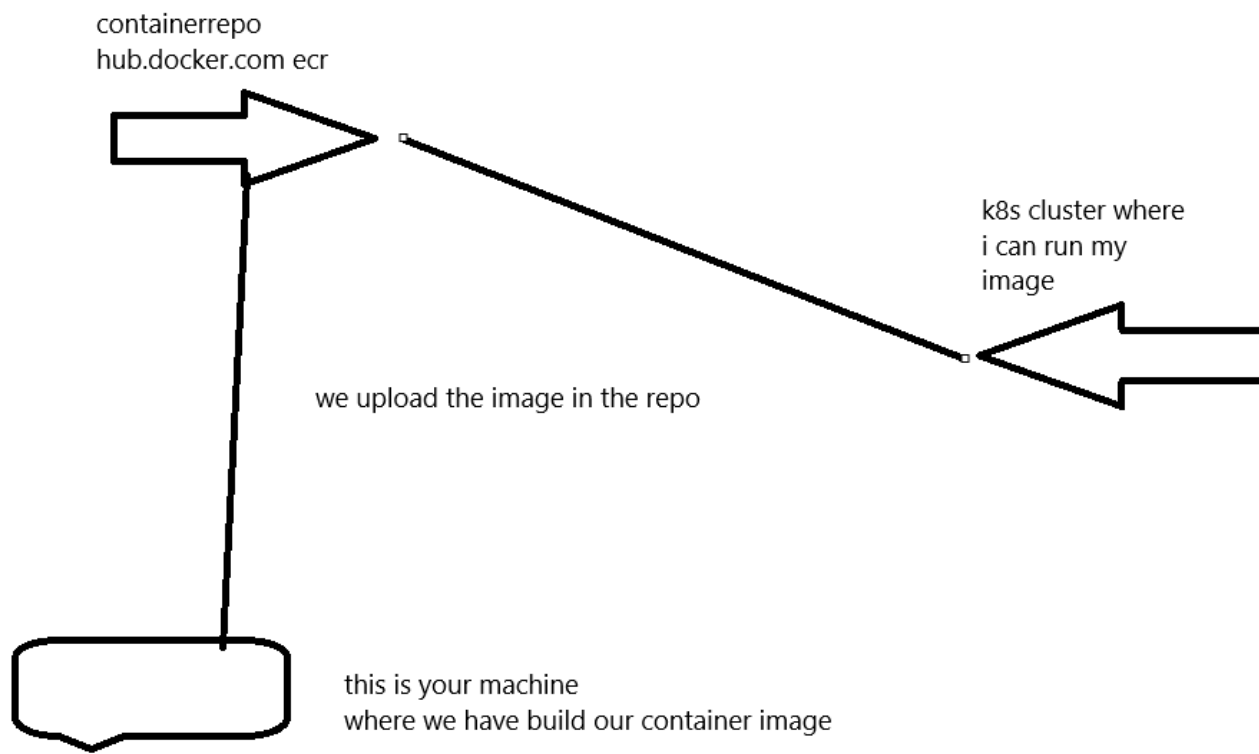 containerrepo
hub.docker.com ecr
k8s cluster where
i can run my
image
we upload the image in the repo
this is your machine
where we have build our container image